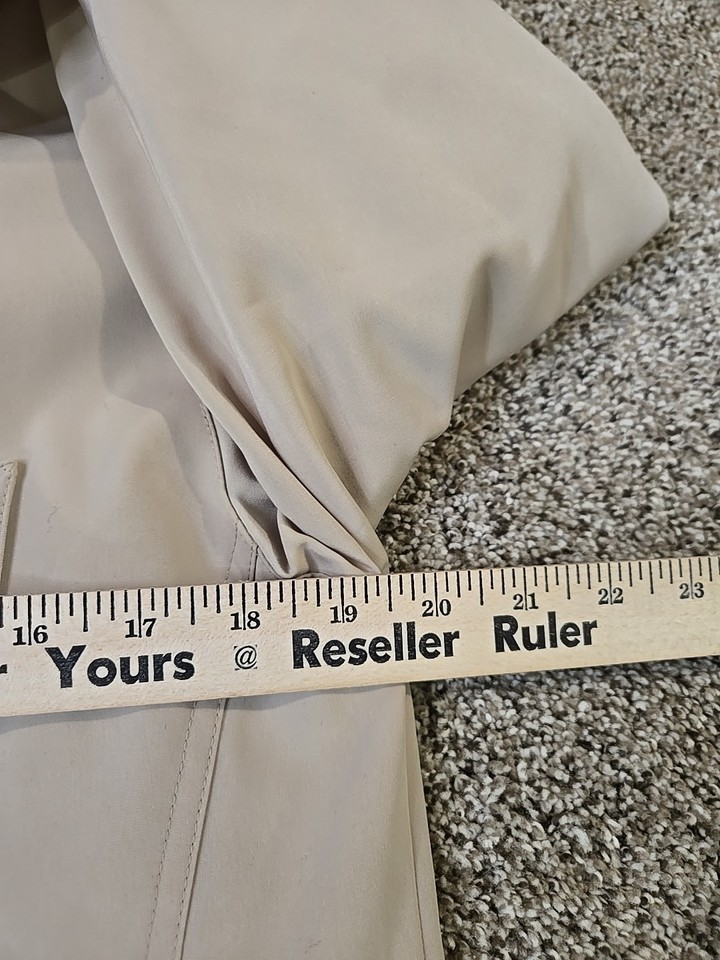 16 17 18 19 20 21 22 23
Yours @ Reseller Ruler